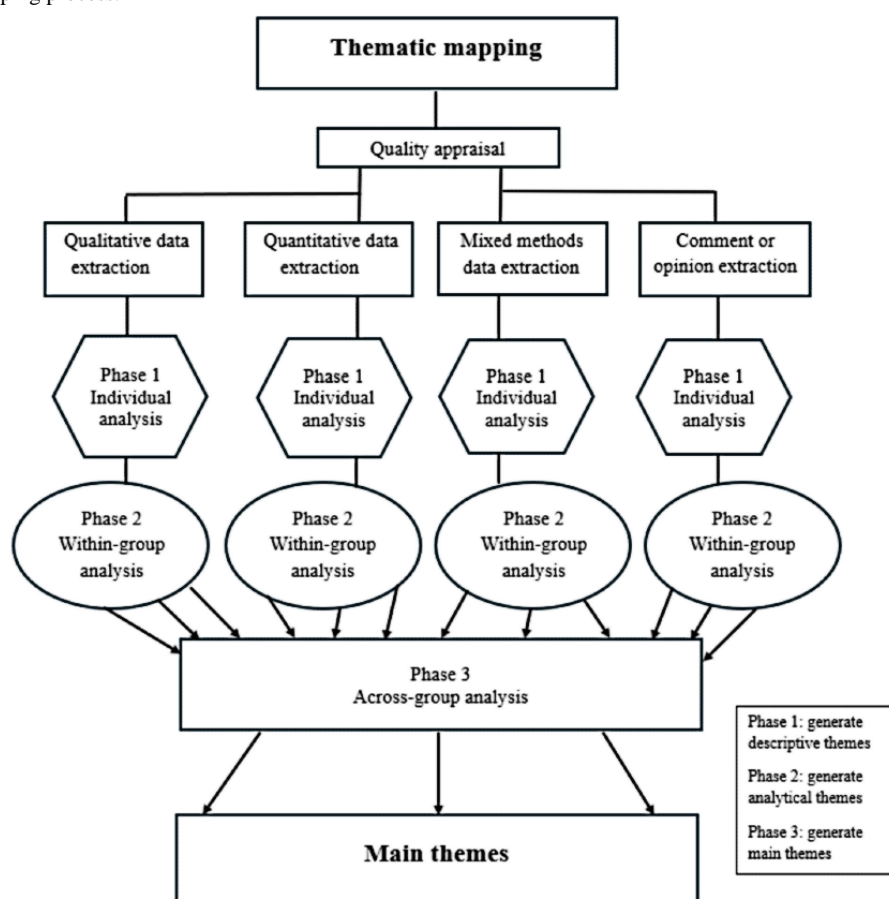 ping process.
Thematic mapping
Quality appraisal
Qualitative data
extraction
Quantitative data
extraction
Mixed methods
data extraction
Comment or
opinion extraction
Phase 1
Individual
analysis
Phase 1
Individual
analysis
Phase 1
Individual
analysis
Phase 1
Individual
analysis
Phase 2
Within-group
analysis
Phase 2
Within-group
analysis
Phase 2
Within-group
analysis
Phase 2
Within-group
analysis
Phase 3
Across-group analysis
Phase 1: generate
descriptive themes
Phase 2: generate
analytical themes
Phase 3: generate
main themes
Main themes